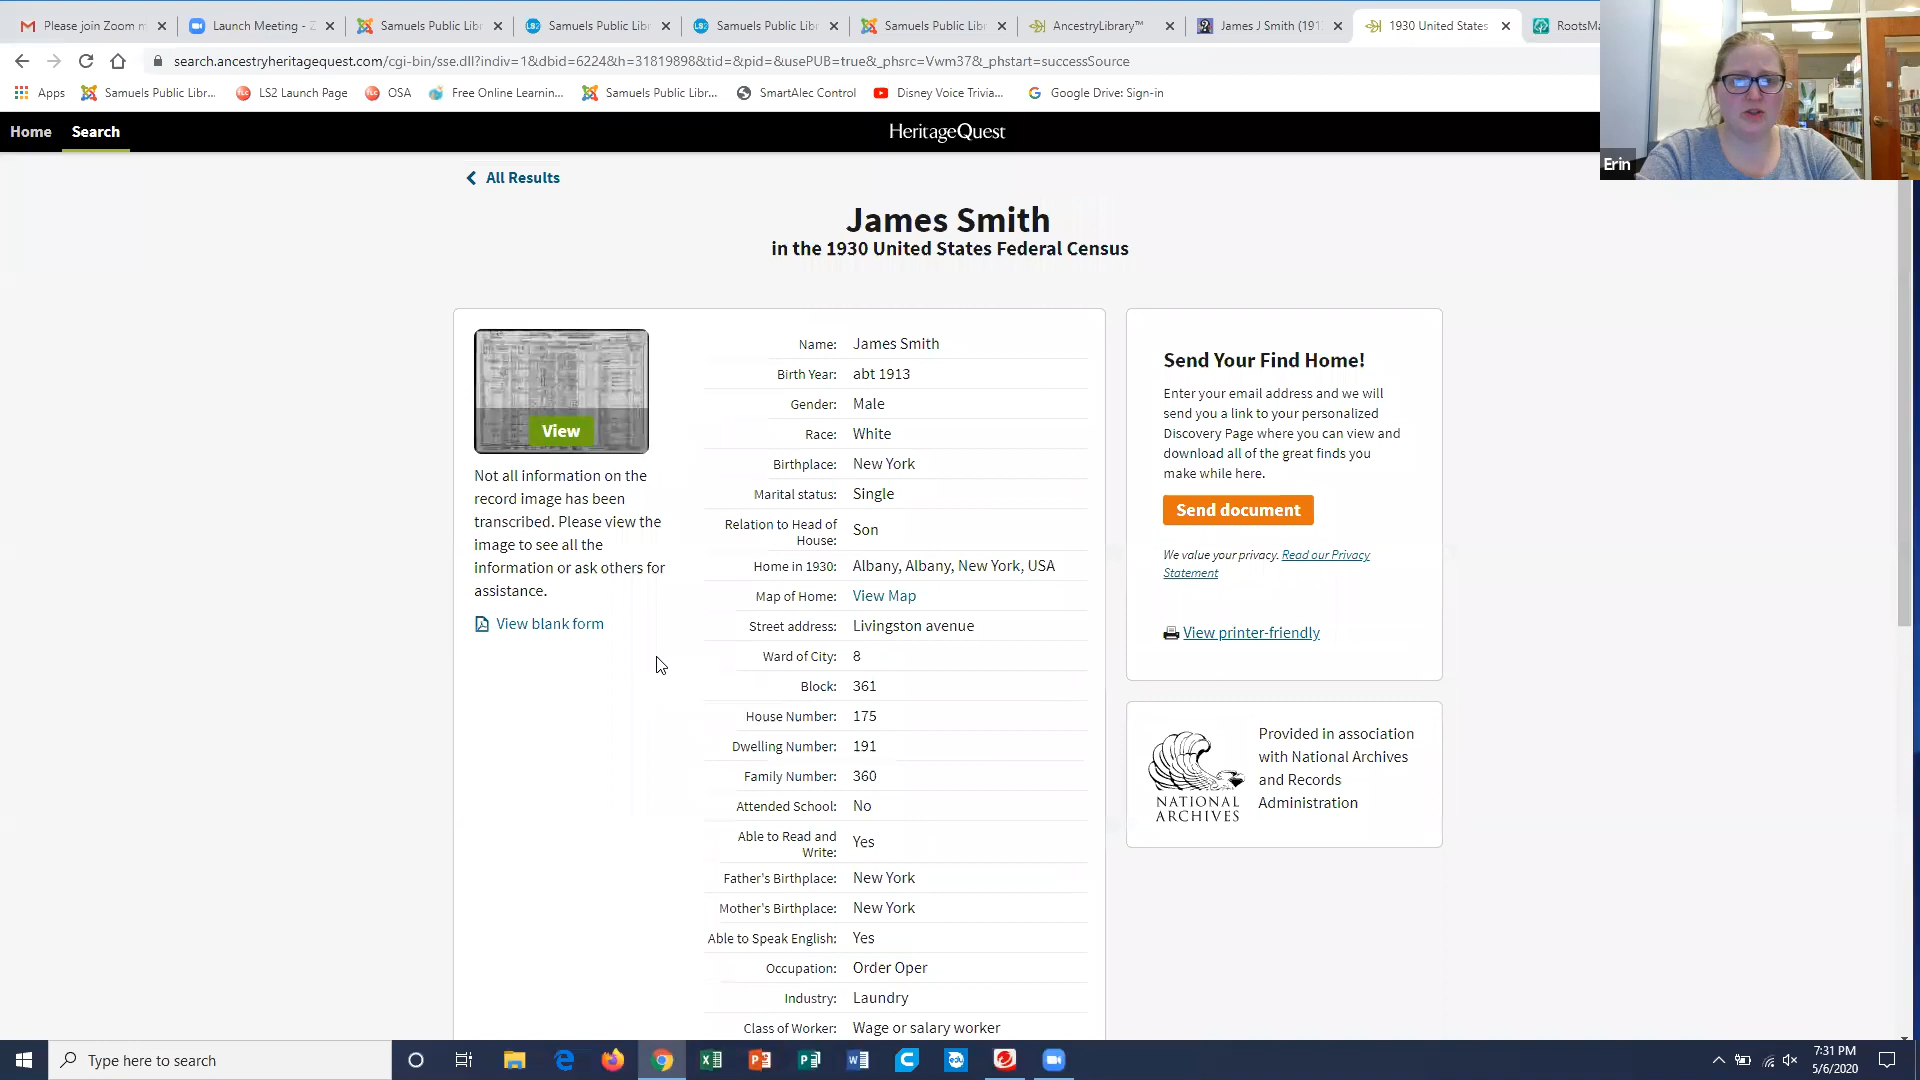 Please join Zoom m
Launch Meeting - Z
Samuels Public Libr
Samuels Public Libr
Samuels Public Libr
Samuels Public Libr
AncestryLibrary™
James J Smith (191
1930 United States
RootsMa
search.ancestryheritagequest.com/cgi-bin/sse.dll?indiv=1&dbid=6224&h=31819898&tid=&pid=&usePUB=true&_phsrc=Vwm37&_phstart=successSource
Apps
Samuels Public Libr...
LS2 Launch Page
OSA
Free Online Learnin...
Samuels Public Libr...
SmartAlec Control
Disney Voice Trivia...
Google Drive: Sign-in
Home
Search
HeritageQuest
Erin
All Results
James Smith
in the 1930 United States Federal Census
View
Not all information on the
record image has been
transcribed. Please view the
image to see all the
information or ask others for
assistance.
View blank form
Name: James Smith
Birth Year: abt 1913
Gender: Male
Race: White
Birthplace: New York
Marital status: Single
Relation to Head of
House: Son
Home in 1930: Albany, Albany, New York, USA
Map of Home: View Map
Street address: Livingston avenue
Ward of City: 8
Block: 361
House Number: 175
Dwelling Number: 191
Family Number: 360
Attended School: No
Able to Read and
Write: Yes
Father's Birthplace: New York
Mother's Birthplace: New York
Able to Speak English: Yes
Occupation: Order Oper
Industry: Laundry
Class of Worker: Wage or salary worker
Send Your Find Home!
Enter your email address and we will
send you a link to your personalized
Discovery Page where you can view and
download all of the great finds you
make while here.
Send document
We value your privacy. Read our Privacy
Statement
View printer-friendly
NATIONAL
ARCHIVES
Provided in association
with National Archives
and Records
Administration
Type here to search
7:31 PM
5/6/2020